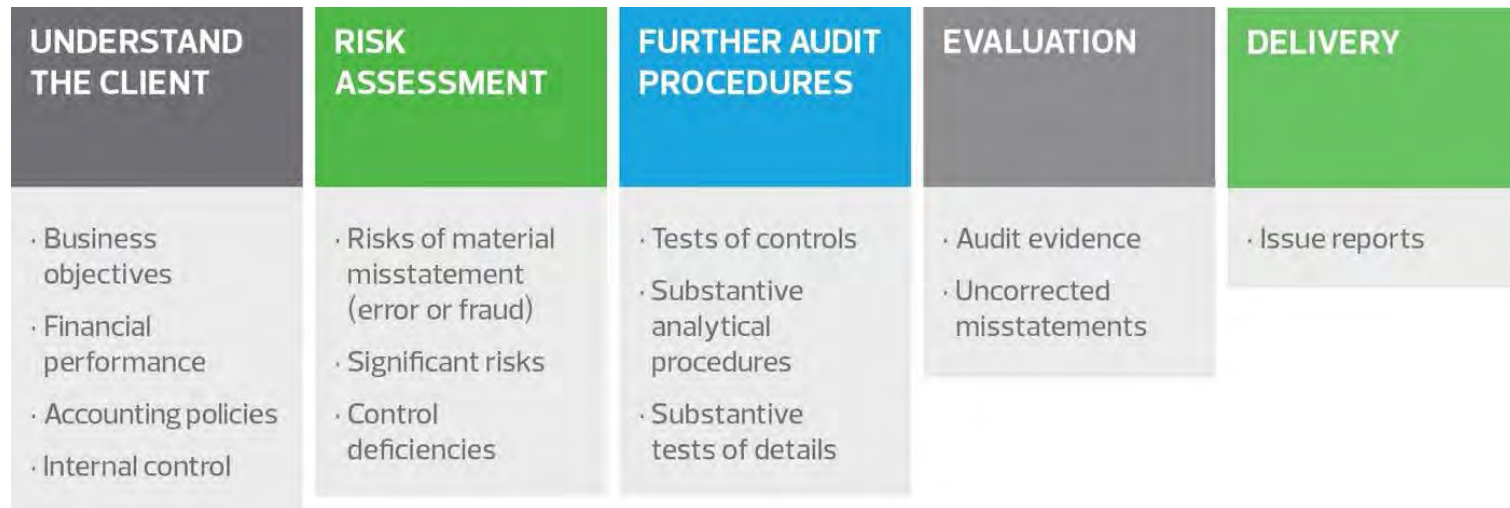 UNDERSTAND
THE CLIENT
· Business
objectives
· Financial
performance
· Accounting policies
· Internal control
RISK
ASSESSMENT
· Risks of material
misstatement
(error or fraud)
· Significant risks
· Control
deficiencies
FURTHER AUDIT
PROCEDURES
· Tests of controls
· Substantive
analytical
procedures
· Substantive
tests of details
EVALUATION
· Audit evidence
· Uncorrected
misstatements
DELIVERY
· Issue reports